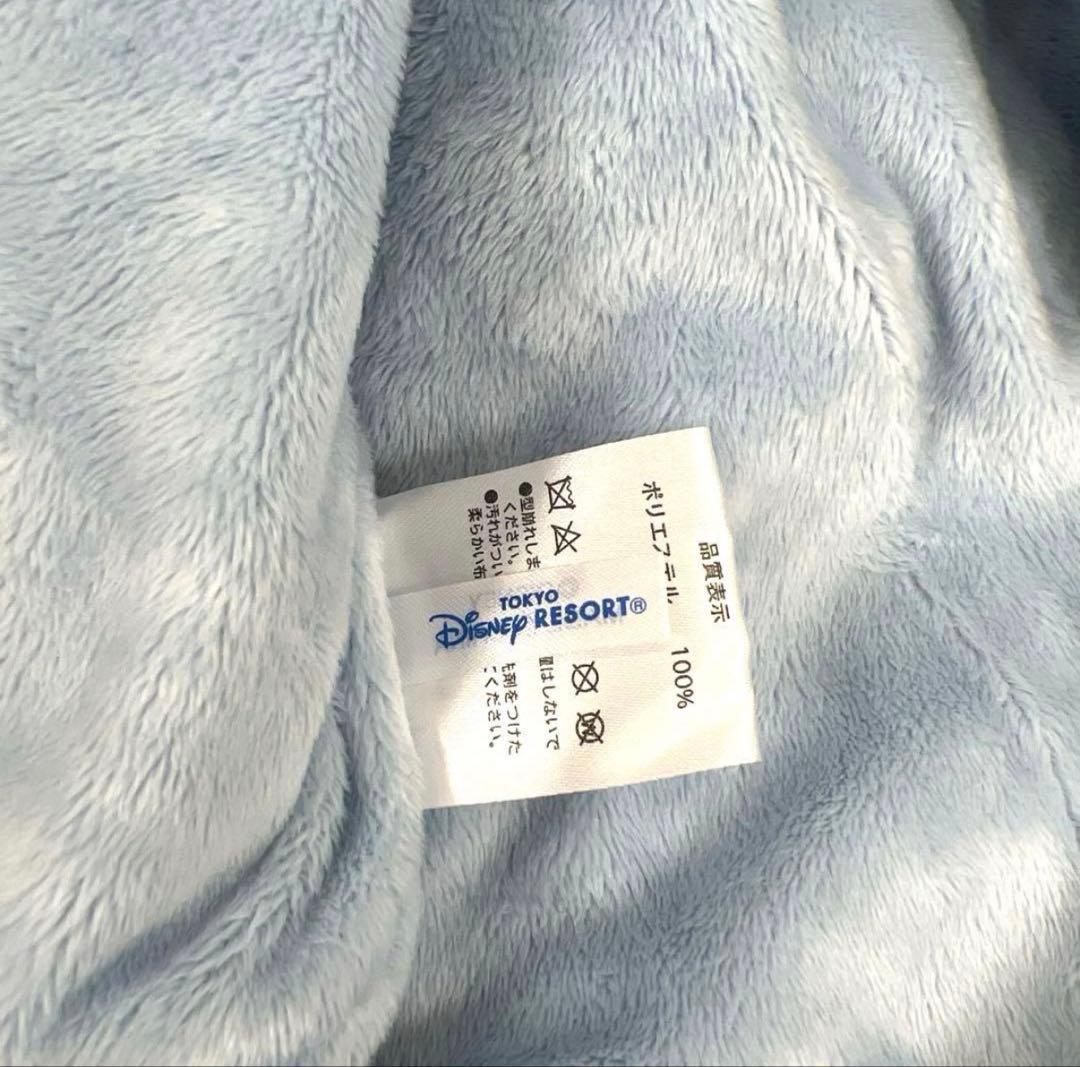 品質表示
ポリエステル 100%
●型崩れしま
ください。
●汚れがつい
柔らかい布
TOKYO
Disney RESORT®
はしないで
剤をつけた
ください。